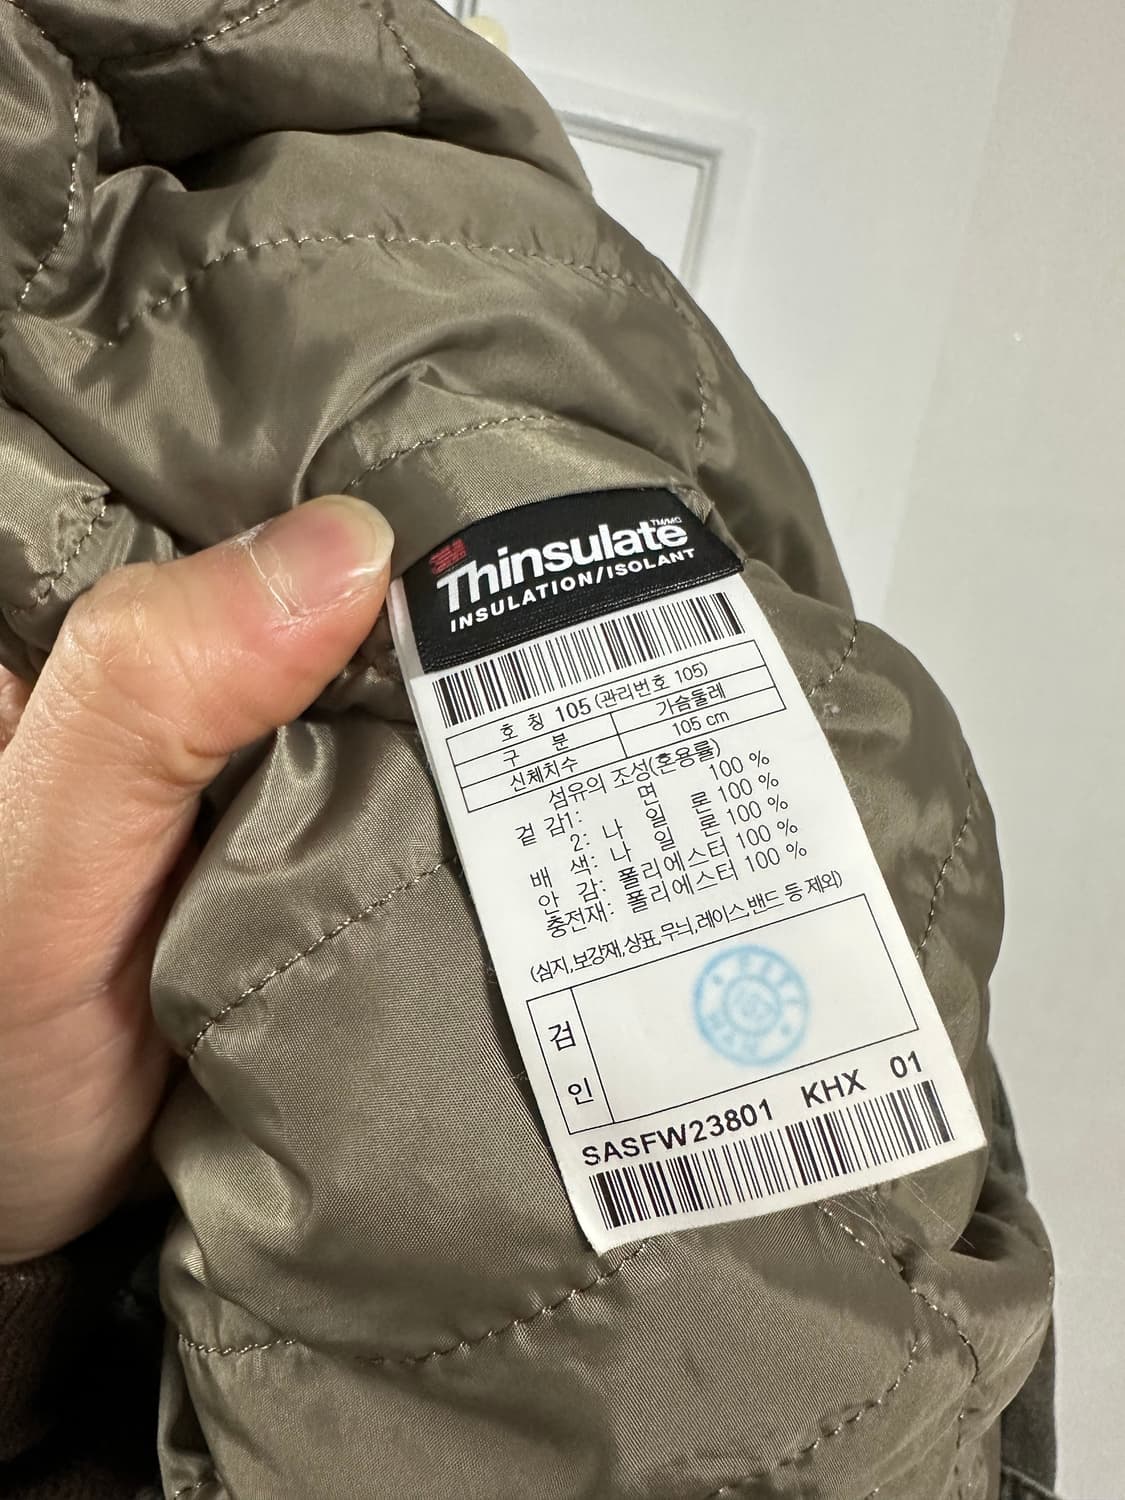 Thinsulate TM/MC
INSULATION/ISOLANT
호 칭 105 (관리번호 105)
구 분 가슴둘레
신체치수 105 cm
섬유의 조성(혼용률)
겉 감1: 면 100 %
2: 나 일 론 100 %
배 색: 나 일 론 100 %
안 감: 폴리에스터 100 %
충전재: 폴리에스터 100 %
(심지,보강재,상표,무늬,레이스,밴드 등 제외)
검
인
SASFW23801 KHX 01